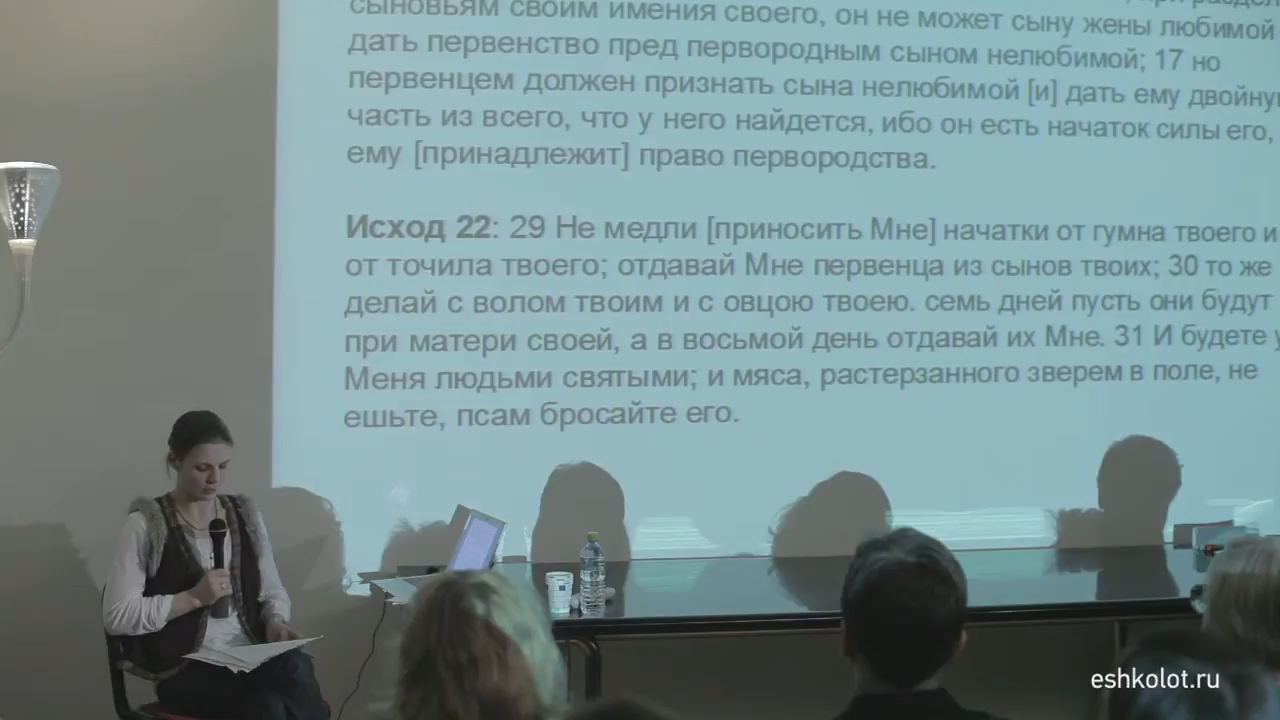 сыновьям своим имения своего, он не может сыну жены любимой
дать первенство пред первородным сыном нелюбимой; 17 но
первенцем должен признать сына нелюбимой [и] дать ему двойную
часть из всего, что у него найдется, ибо он есть начаток силы его,
ему [принадлежит] право первородства.
Исход 22: 29 Не медли [приносить Мне] начатки от гумна твоего и
от точила твоего; отдавай Мне первенца из сынов твоих; 30 то же
делай с волом твоим и с овцою твоею. семь дней пусть они будут
при матери своей, а в восьмой день отдавай их Мне. 31 И будете у
Меня людьми святыми; и мяса, растерзанного зверем в поле, не
ешьте, псам бросайте его.
eshkolot.ru